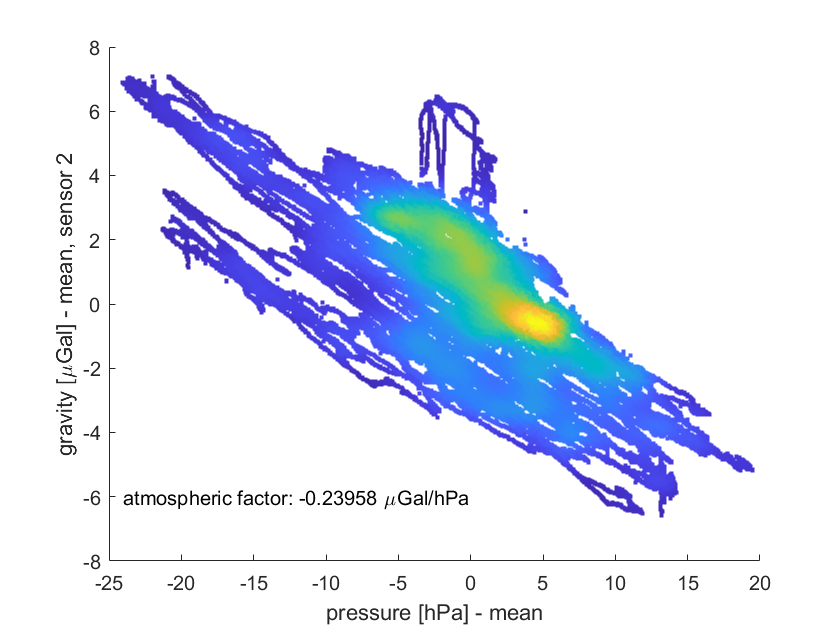 8
6
4
2
0
-2
-4
-6
-8
gravity [μGal] - mean, sensor 2
atmospheric factor: -0.23958 μGal/hPa
-25 -20 -15 -10 -5 0 5 10 15 20
pressure [hPa] - mean